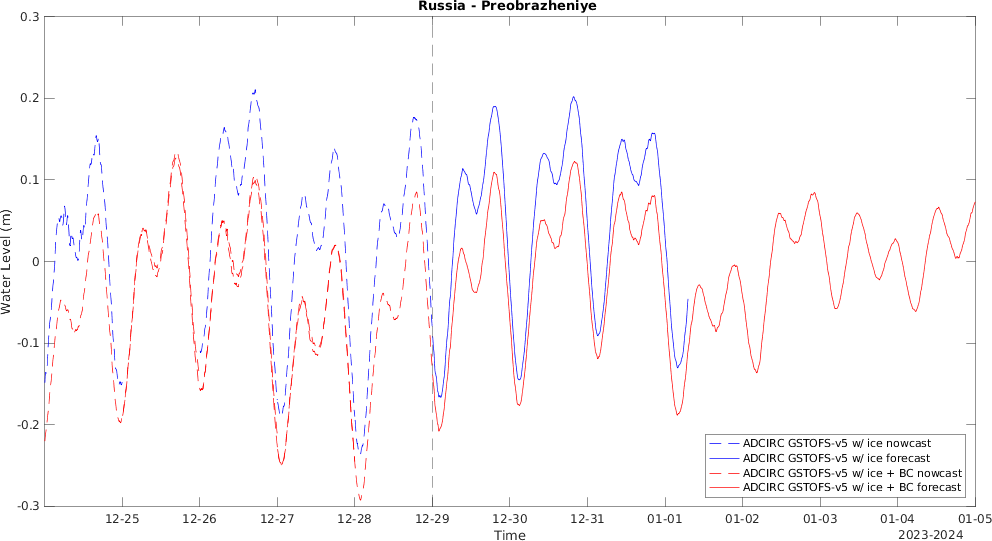 Russia - Preobrazheniye
0.3
0.2
0.1
0
-0.1
-0.2
-0.3
Water Level (m)
12-25
12-26
12-27
12-28
12-29
12-30
12-31
01-01
01-02
01-03
01-04
01-05
Time
2023-2024
ADCIRC GSTOFS-v5 w/ ice nowcast
ADCIRC GSTOFS-v5 w/ ice forecast
ADCIRC GSTOFS-v5 w/ ice + BC nowcast
ADCIRC GSTOFS-v5 w/ ice + BC forecast